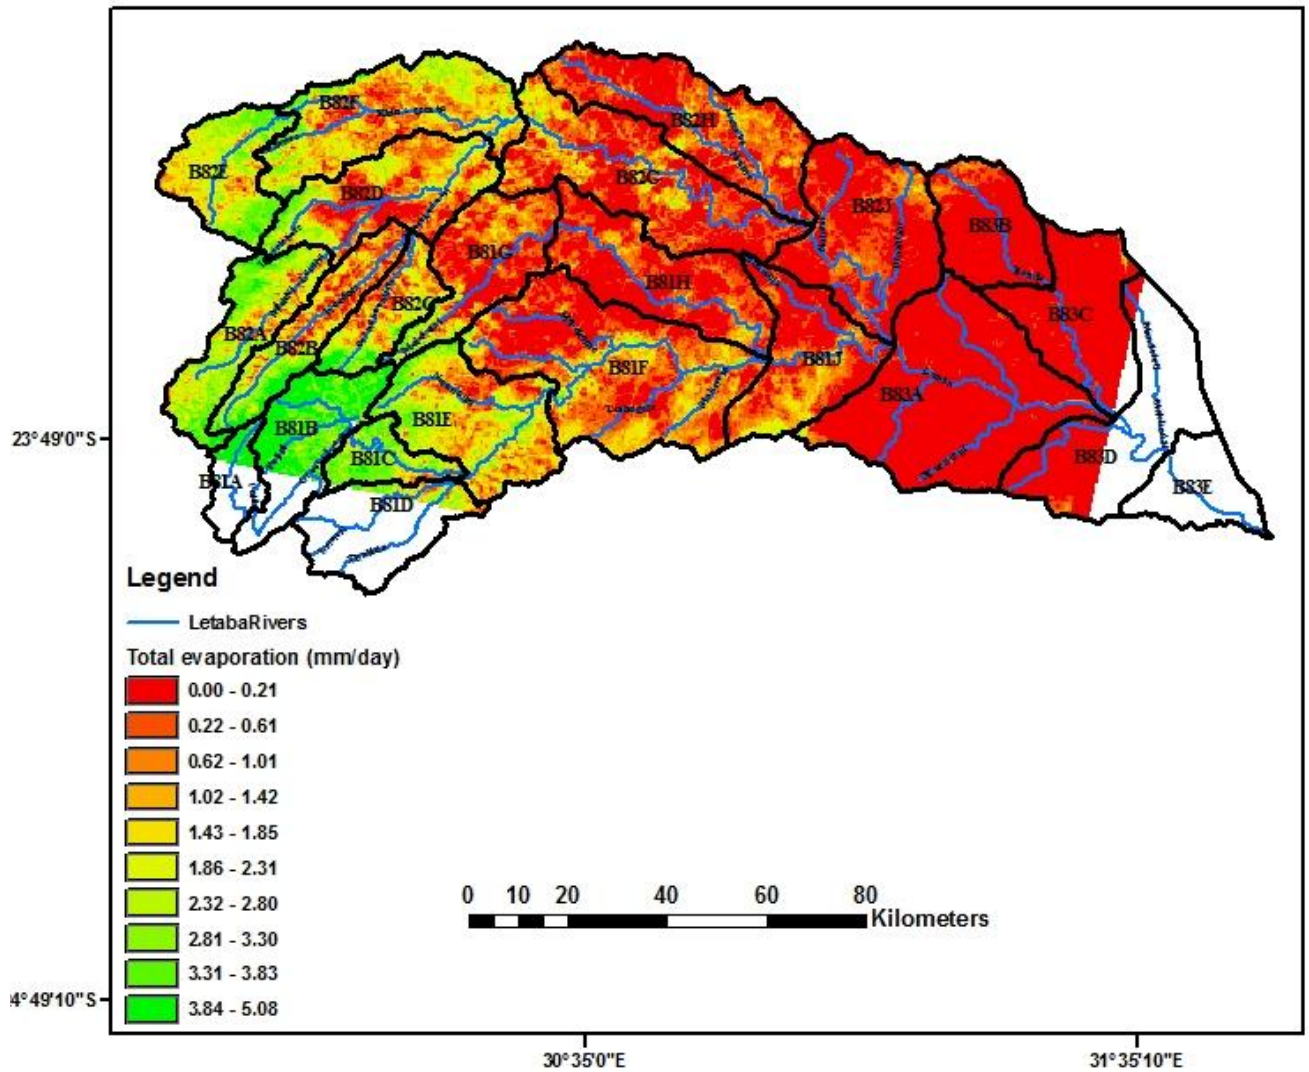 B82F
B82H
B82E
B82G
B82D
B82J
B83B
B81G
B81H
B82C
B83C
B82A
B82B
B81J
B81F
B83A
B81E
B81B
23°49'0"S
B81C
B83D
B81A
B83E
B81D
Legend
LetabaRivers
Total evaporation (mm/day)
0.00 - 0.21
0.22 - 0.61
0.62 - 1.01
1.02 - 1.42
1.43 - 1.85
1.86 - 2.31
2.32 - 2.80
2.81 - 3.30
3.31 - 3.83
3.84 - 5.08
0 10 20 40 60 80
Kilometers
4°49'10"S
30°35'0"E
31°35'10"E